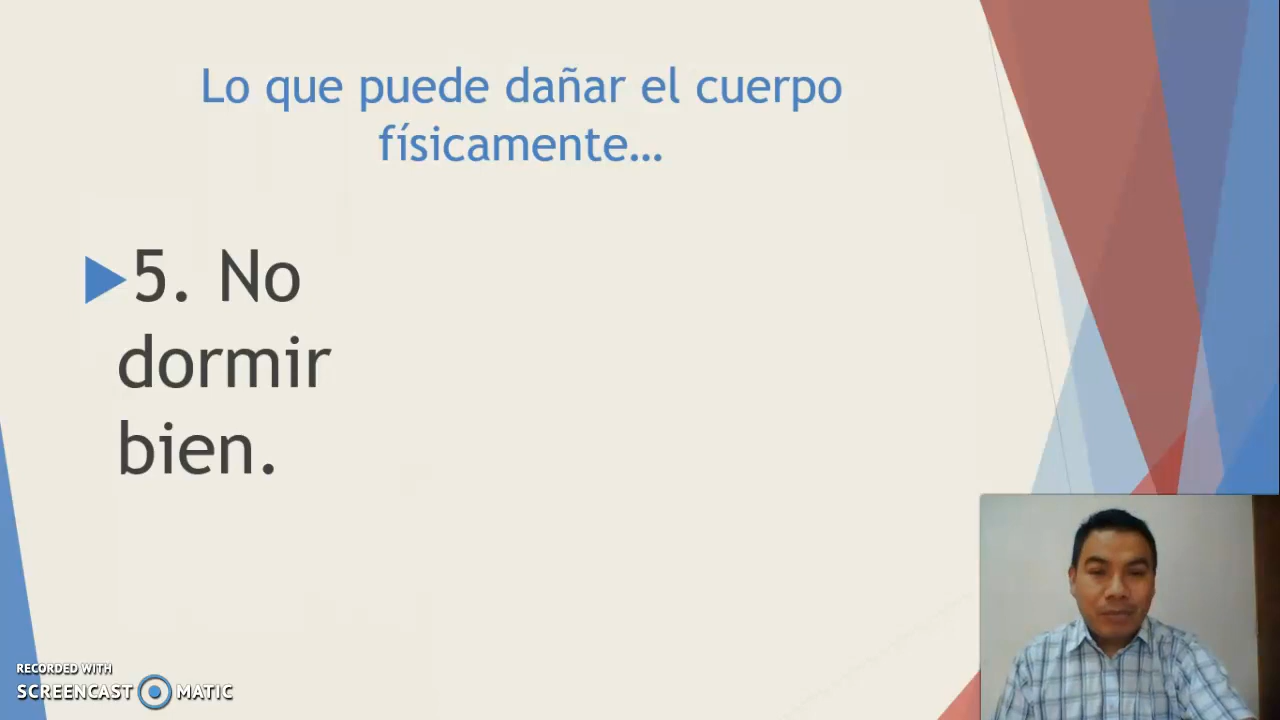 Lo que puede dañar el cuerpo
físicamente…
5. No
dormir
bien.
RECORDED WITH
SCREENCAST MATIC